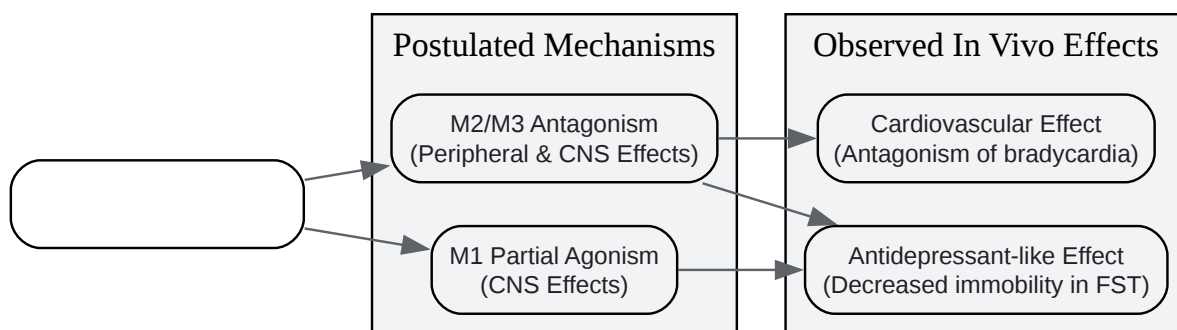 Postulated Mechanisms
M2/M3 Antagonism
(Peripheral & CNS Effects)
M1 Partial Agonism
(CNS Effects)
Observed In Vivo Effects
Cardiovascular Effect
(Antagonism of bradycardia)
Antidepressant-like Effect
(Decreased immobility in FST)